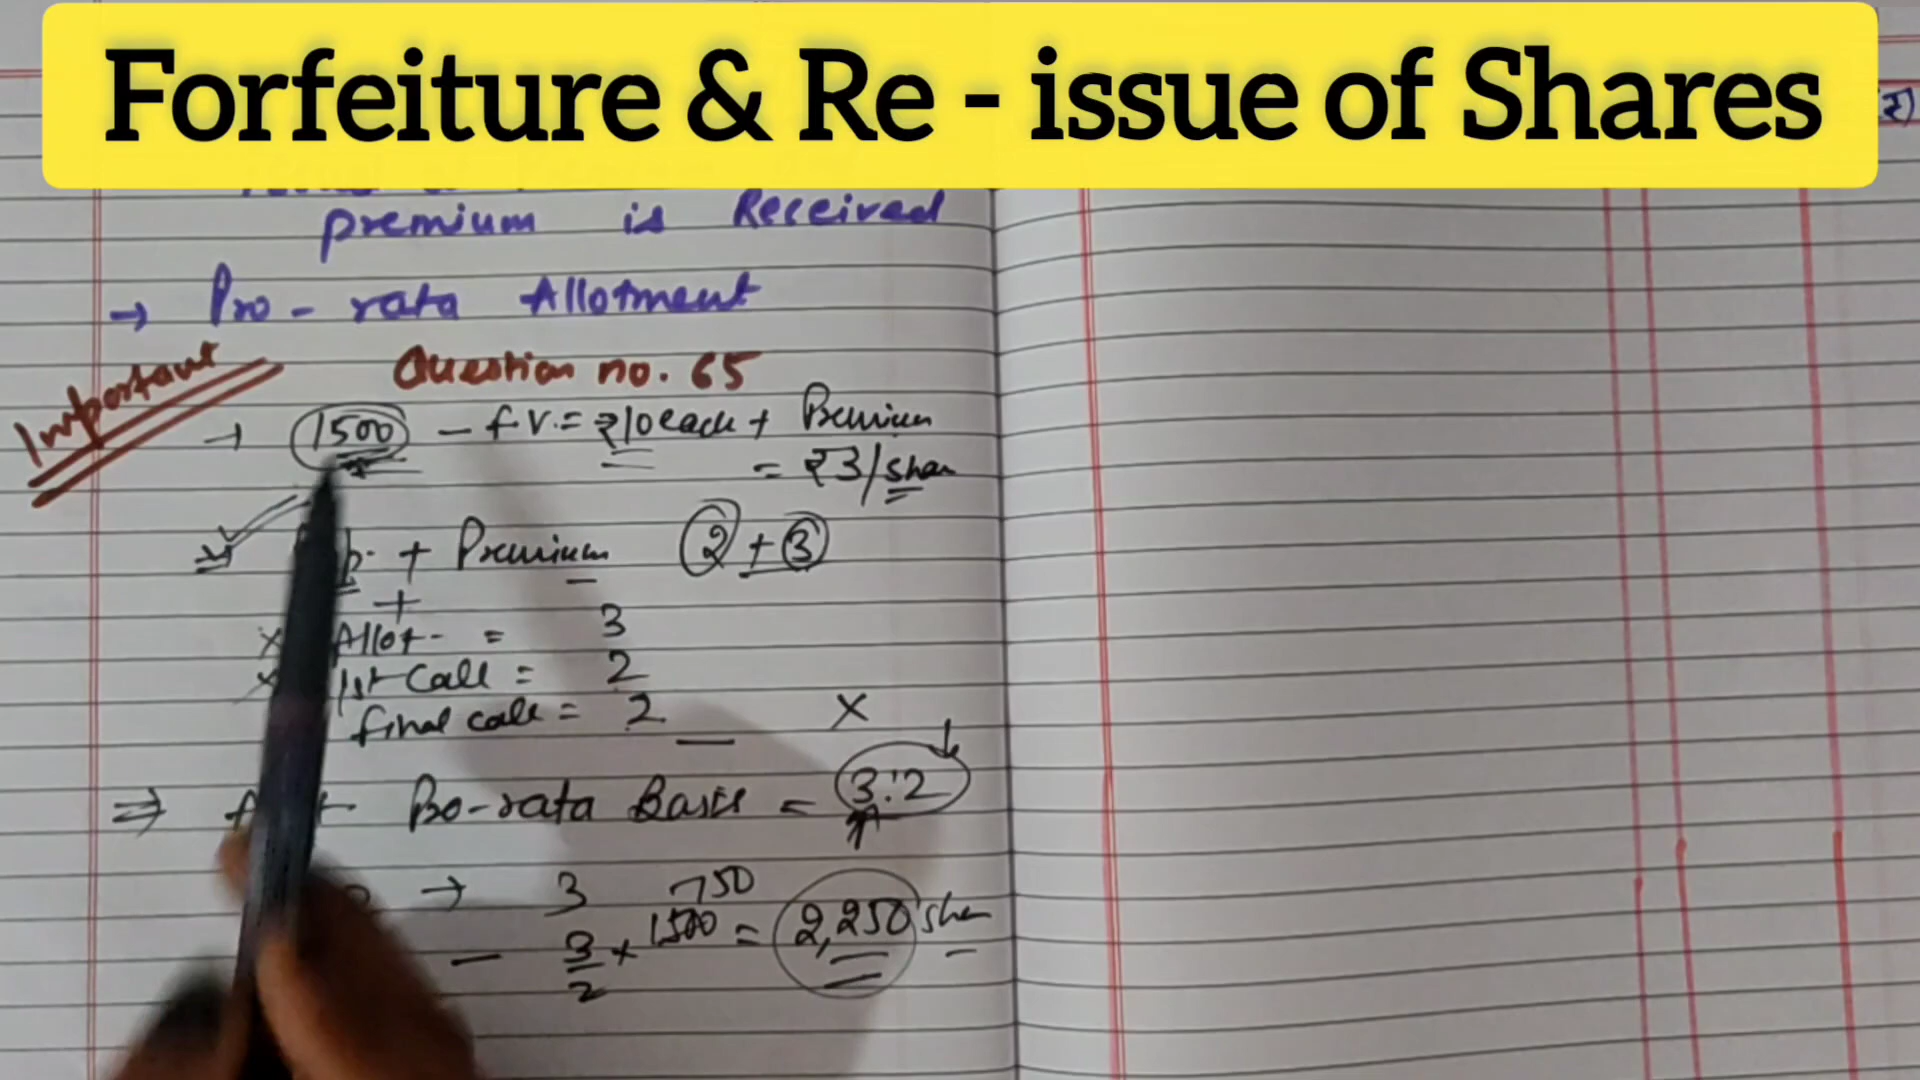 Forfeiture & Re - issue of Shares
premium is Received
→ Pro - rata Allotment
Important
Question no. 65
→ 1500 - f.V. = ₹10 each + Premium
= ₹3/Share
+ Premium 2 + 3
+
× Allot- = 3
× 1st Call = 2
final call = 2 ×
⇒ Pro-rata Basis = 3:2
→ 3 750
- 3/2 × 1500 = 2,250 shar